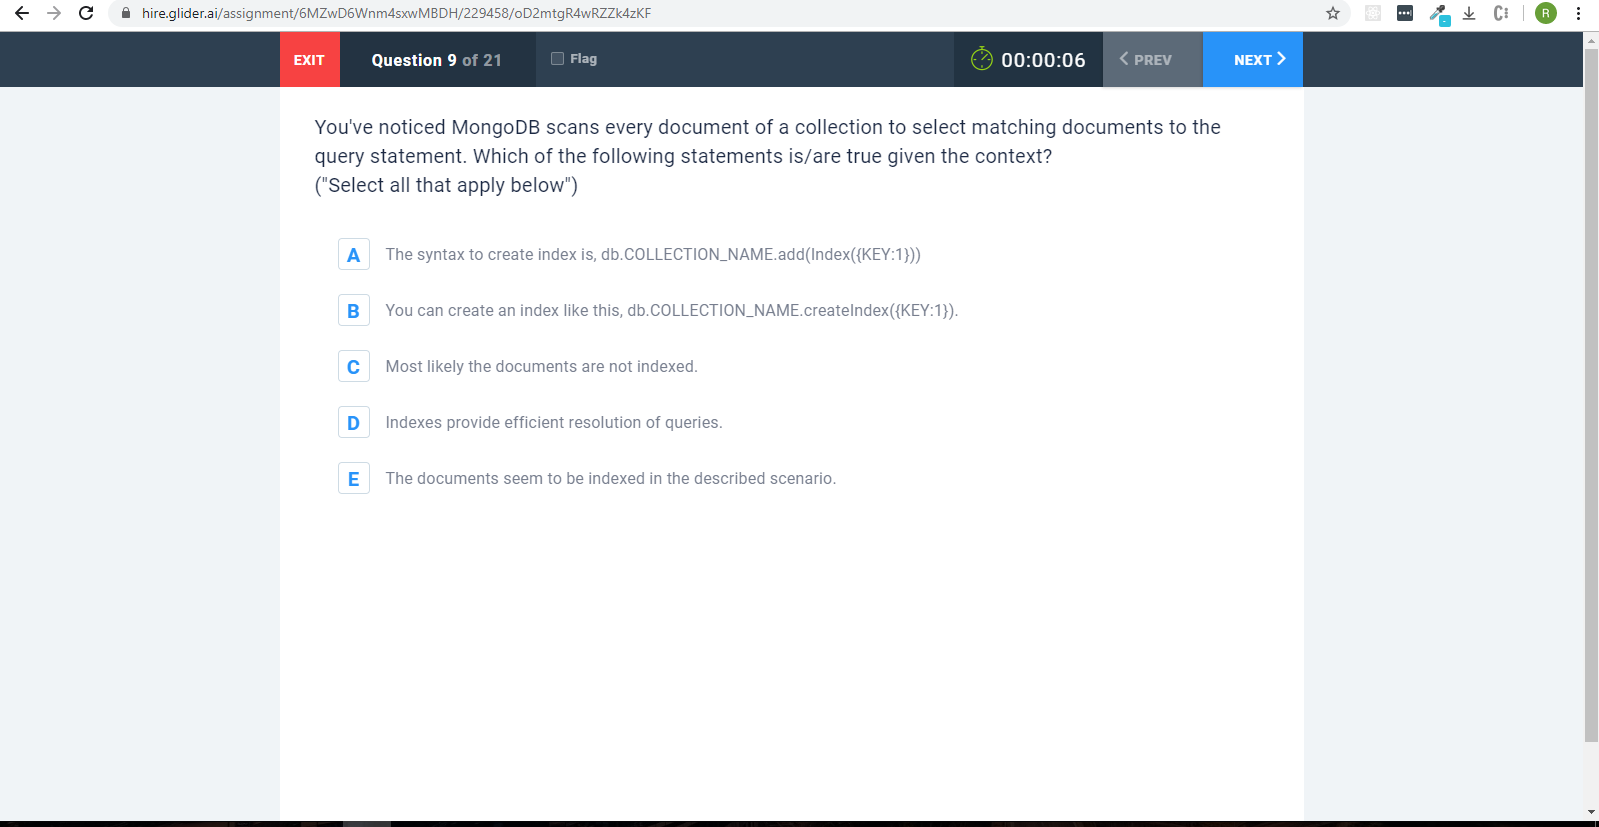 hire.glider.ai/assignment/6MZwD6Wnm4sxwMBDH/229458/oD2mtgR4wRZZk4zKF
R
EXIT
Question 9 of 21
Flag
00:00:06
PREV
NEXT
You've noticed MongoDB scans every document of a collection to select matching documents to the
query statement. Which of the following statements is/are true given the context?
("Select all that apply below")
A The syntax to create index is, db.COLLECTION_NAME.add(Index({KEY:1}))
B You can create an index like this, db.COLLECTION_NAME.createIndex({KEY:1}).
C Most likely the documents are not indexed.
D Indexes provide efficient resolution of queries.
E The documents seem to be indexed in the described scenario.